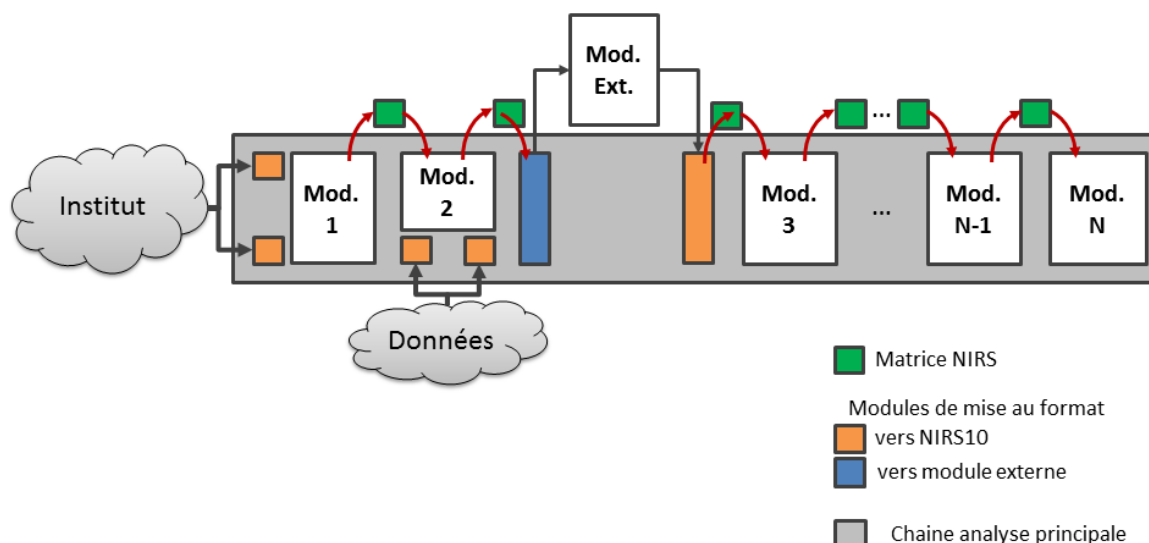 Mod.
Ext.
Institut
Mod.
1
Mod.
2
Mod.
3
...
...
Mod.
N-1
Mod.
N
Données
Matrice NIRS
Modules de mise au format
vers NIRS10
vers module externe
Chaine analyse principale